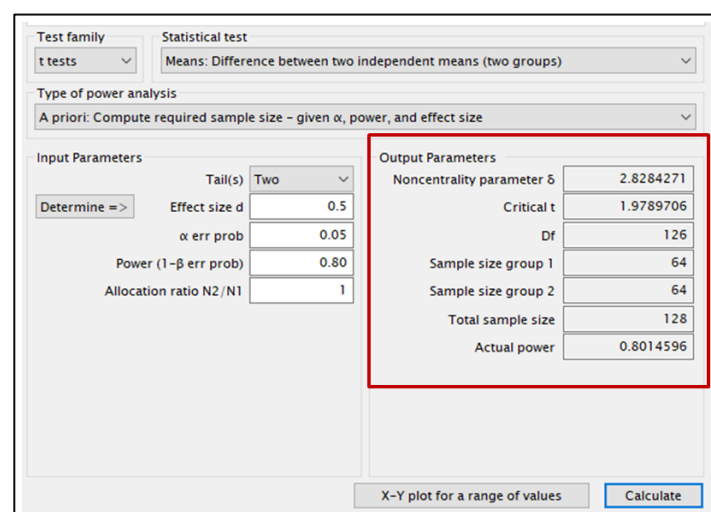 Test family Statistical test
t tests Means: Difference between two independent means (two groups)
Type of power analysis
A priori: Compute required sample size – given α, power, and effect size
Input Parameters Output Parameters
Tail(s) Two Noncentrality parameter δ 2.8284271
Determine => Effect size d 0.5 Critical t 1.9789706
α err prob 0.05 Df 126
Power (1-β err prob) 0.80 Sample size group 1 64
Allocation ratio N2/N1 1 Sample size group 2 64
Total sample size 128
Actual power 0.8014596
X-Y plot for a range of values Calculate